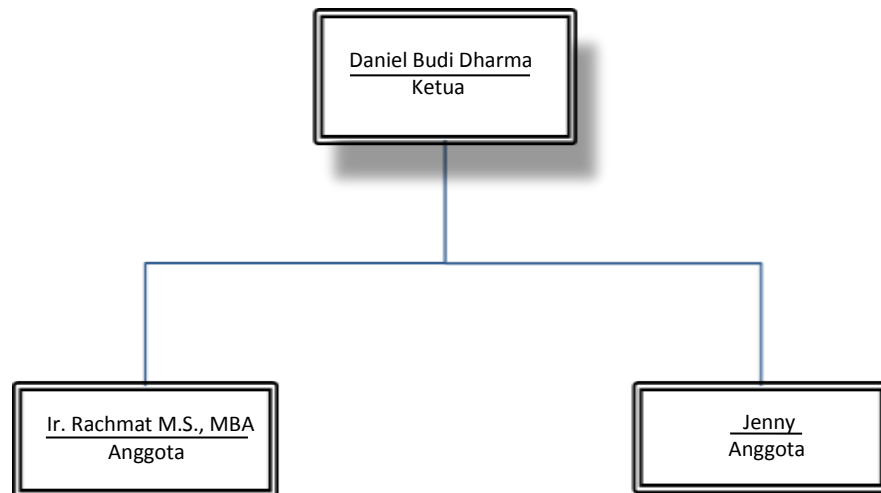 Daniel Budi Dharma
Ketua
Ir. Rachmat M.S., MBA
Anggota
Jenny
Anggota